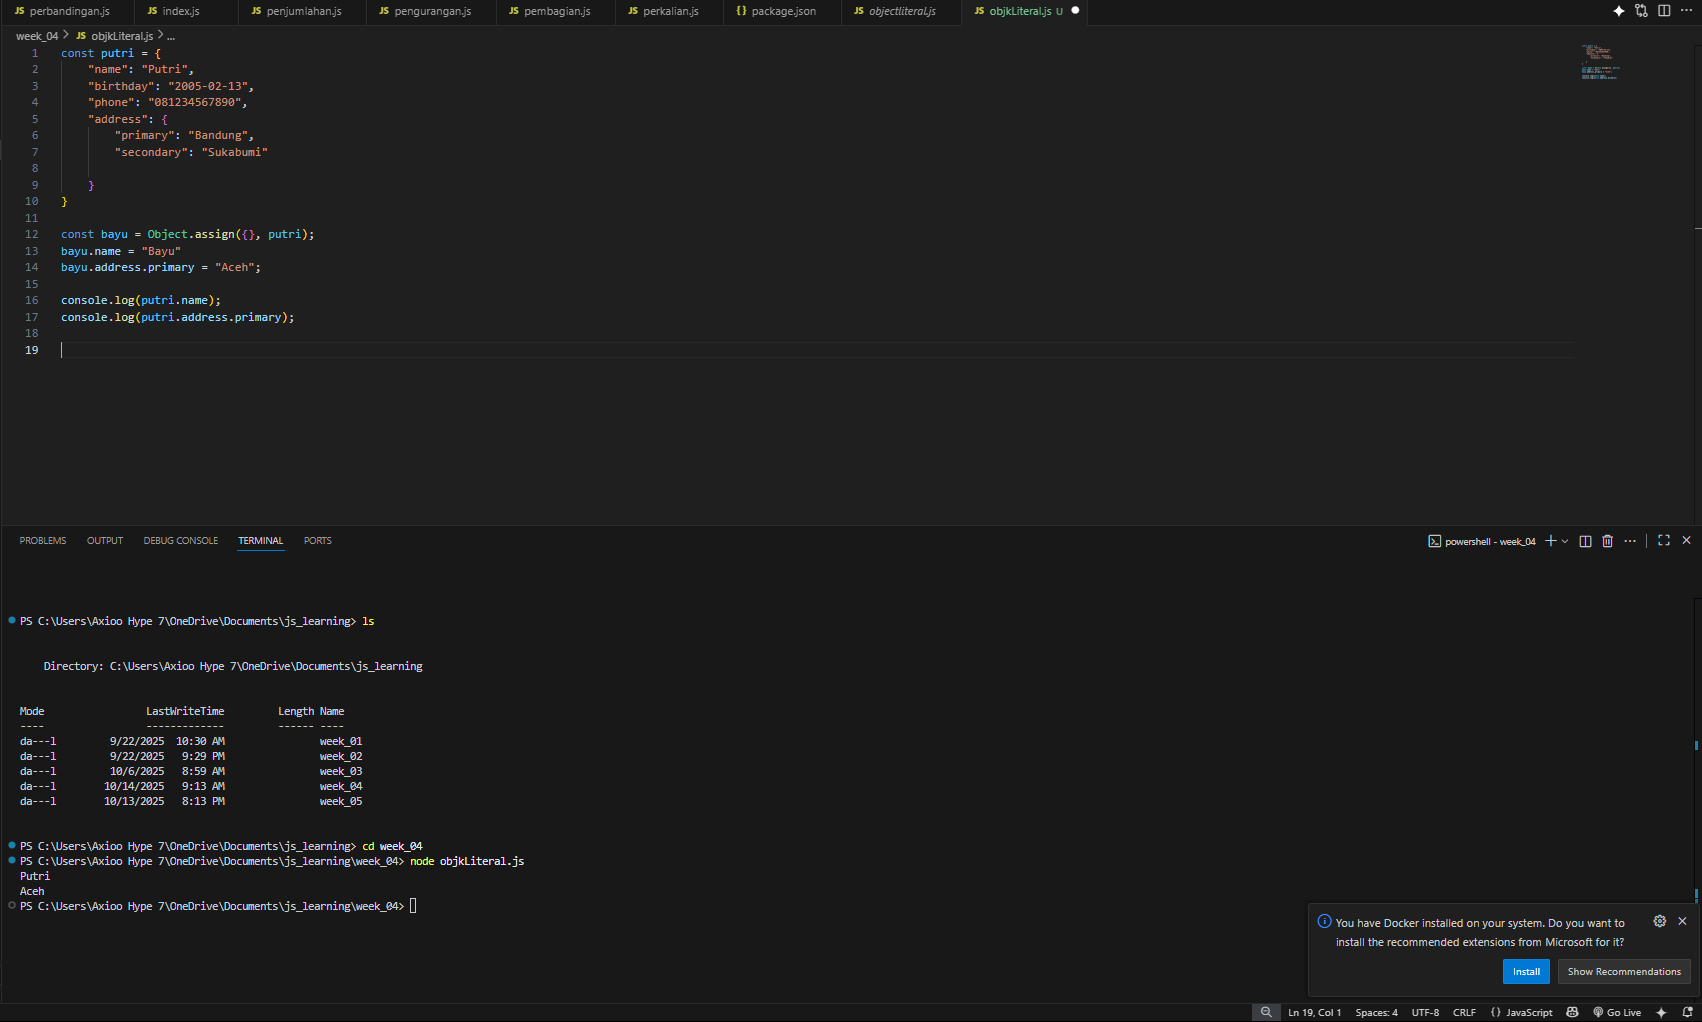 JS perbandingan.js JS index.js JS penjumlahan.js JS pengurangan.js JS pembagian.js JS perkalian.js {} package.json JS objectliteral.js JS objkLiteral.js U
week_04 > JS objkLiteral.js > ...
1 const putri = {
2 "name": "Putri",
3 "birthday": "2005-02-13",
4 "phone": "081234567890",
5 "address": {
6 "primary": "Bandung",
7 "secondary": "Sukabumi"
8
9 }
10 }
11
12 const bayu = Object.assign({}, putri);
13 bayu.name = "Bayu"
14 bayu.address.primary = "Aceh";
15
16 console.log(putri.name);
17 console.log(putri.address.primary);
18
19
PROBLEMS OUTPUT DEBUG CONSOLE TERMINAL PORTS powershell - week_04
PS C:\Users\Axioo Hype 7\OneDrive\Documents\js_learning> ls
Directory: C:\Users\Axioo Hype 7\OneDrive\Documents\js_learning
Mode LastWriteTime Length Name
---- ------------- ------ ----
da---l 9/22/2025 10:30 AM week_01
da---l 9/22/2025 9:29 PM week_02
da---l 10/6/2025 8:59 AM week_03
da---l 10/14/2025 9:13 AM week_04
da---l 10/13/2025 8:13 PM week_05
PS C:\Users\Axioo Hype 7\OneDrive\Documents\js_learning> cd week_04
PS C:\Users\Axioo Hype 7\OneDrive\Documents\js_learning\week_04> node objkLiteral.js
Putri
Aceh
PS C:\Users\Axioo Hype 7\OneDrive\Documents\js_learning\week_04>
You have Docker installed on your system. Do you want to
install the recommended extensions from Microsoft for it?
Install Show Recommendations
Ln 19, Col 1 Spaces: 4 UTF-8 CRLF {} JavaScript Go Live